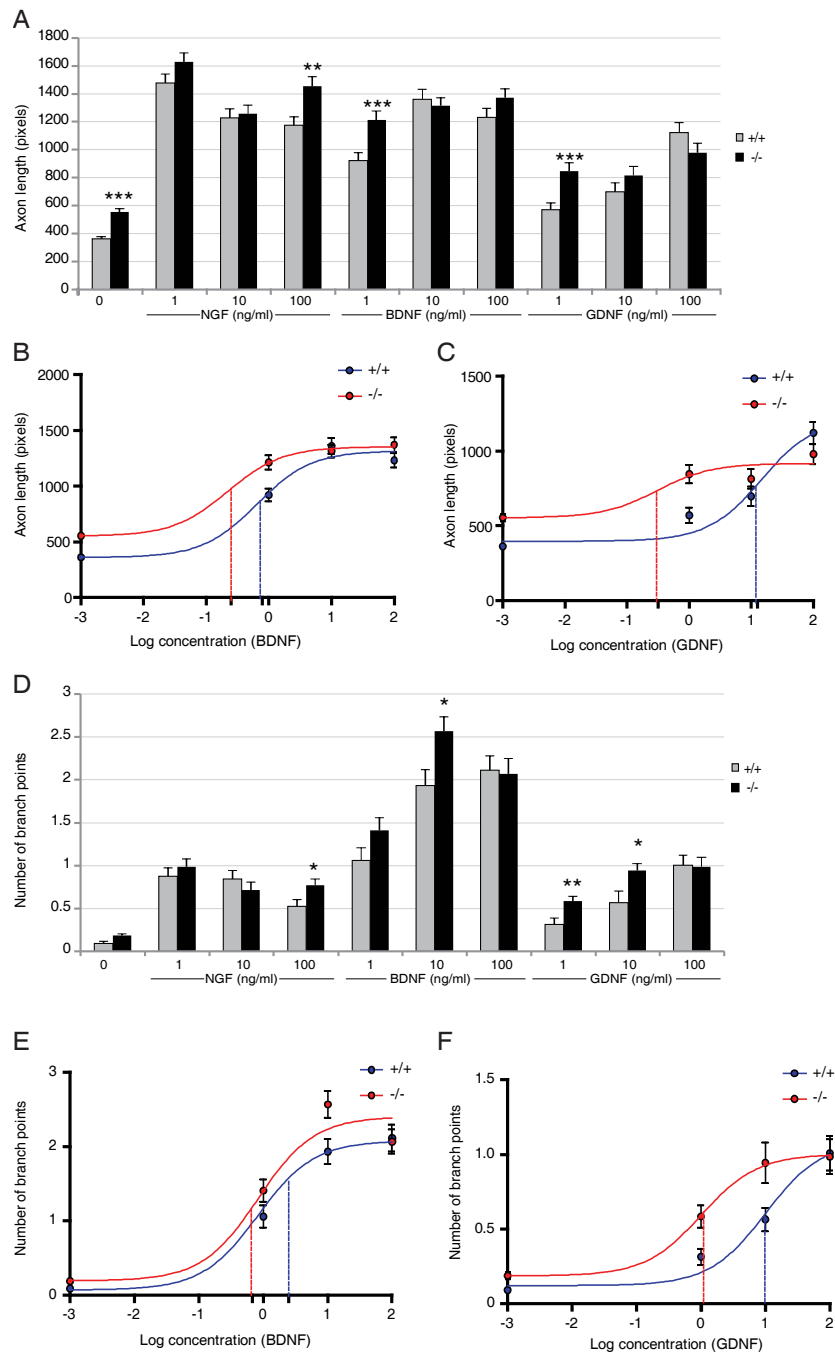 A
Axon length (pixels)
1800
1600
1400
1200
1000
800
600
400
200
0
***
**
***
***
+/+
-/-
0 1 10 100 1 10 100 1 10 100
NGF (ng/ml) BDNF (ng/ml) GDNF (ng/ml)
B
Axon length (pixels)
2000
1500
1000
500
0
+/+
-/-
-3 -2 -1 0 1 2
Log concentration (BDNF)
C
Axon length (pixels)
1500
1000
500
0
+/+
-/-
-3 -2 -1 0 1 2
Log concentration (GDNF)
D
Number of branch points
3
2.5
2
1.5
1
0.5
0
*
*
**
*
+/+
-/-
0 1 10 100 1 10 100 1 10 100
NGF (ng/ml) BDNF (ng/ml) GDNF (ng/ml)
E
Number of branch points
3
2
1
0
+/+
-/-
-3 -2 -1 0 1 2
Log concentration (BDNF)
F
Number of branch points
1.5
1.0
0.5
0
+/+
-/-
-3 -2 -1 0 1 2
Log concentration (GDNF)